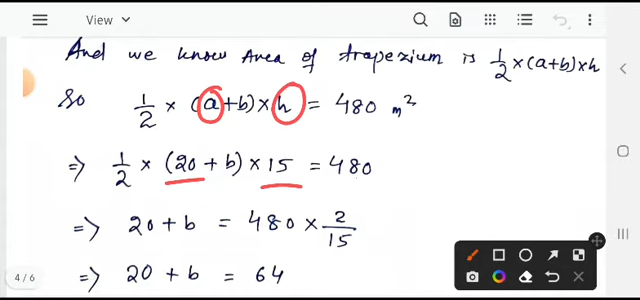 View
And we know Area of trapezium is 1/2 × (a+b) × h
So 1/2 × (a+b) × h = 480 m²
=> 1/2 × (20 + b) × 15 = 480
=> 20 + b = 480 × 2/15
=> 20 + b = 64
4/6